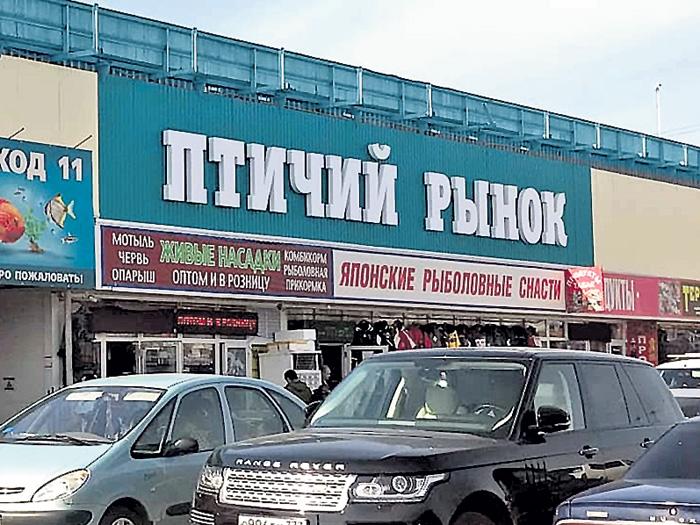 ХОД 11
РО ПОЖАЛОВАТЬ!
ПТИЧИЙ РЫНОК
МОТЫЛЬ
ЧЕРВЬ
ОПАРЫШ
ЖИВЫЕ НАСАДКИ
ОПТОМ И В РОЗНИЦУ
КОМБИКОРМ
РЫБОЛОВНАЯ
ПРИКОРМКА
ЯПОНСКИЕ РЫБОЛОВНЫЕ СНАСТИ
ДУКТЫ
RANGE ROVER